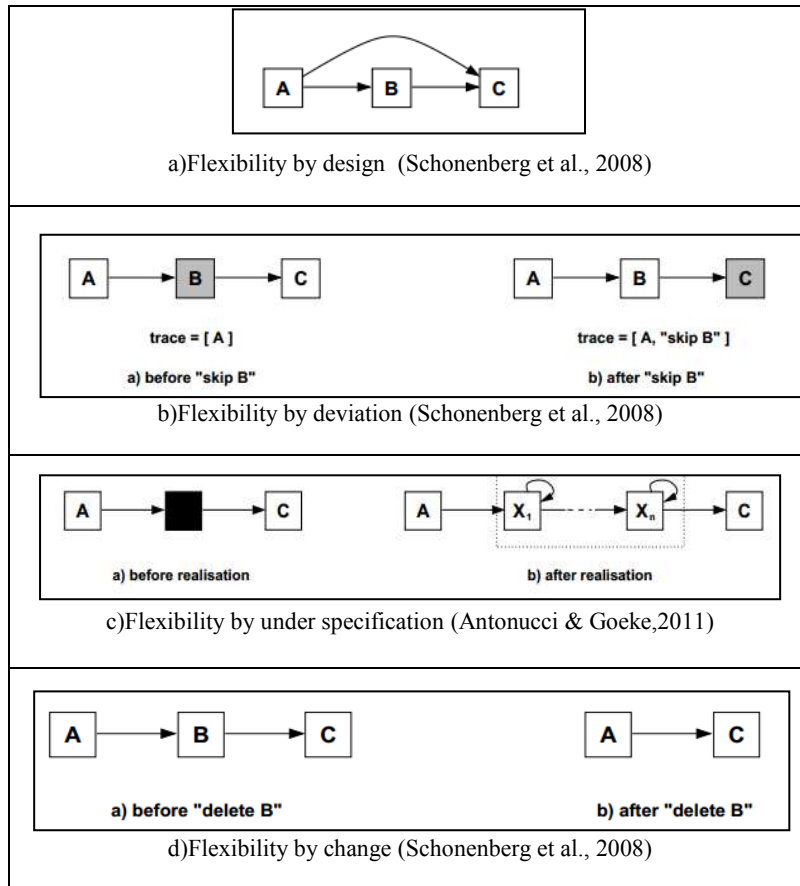 A B C
a)Flexibility by design (Schonenberg et al., 2008)
A B C
trace = [ A ]
a) before "skip B"
A B C
trace = [ A, "skip B" ]
b) after "skip B"
b)Flexibility by deviation (Schonenberg et al., 2008)
A C
a) before realisation
A X1 Xn C
b) after realisation
c)Flexibility by under specification (Antonucci & Goeke,2011)
A B C
a) before "delete B"
A C
b) after "delete B"
d)Flexibility by change (Schonenberg et al., 2008)